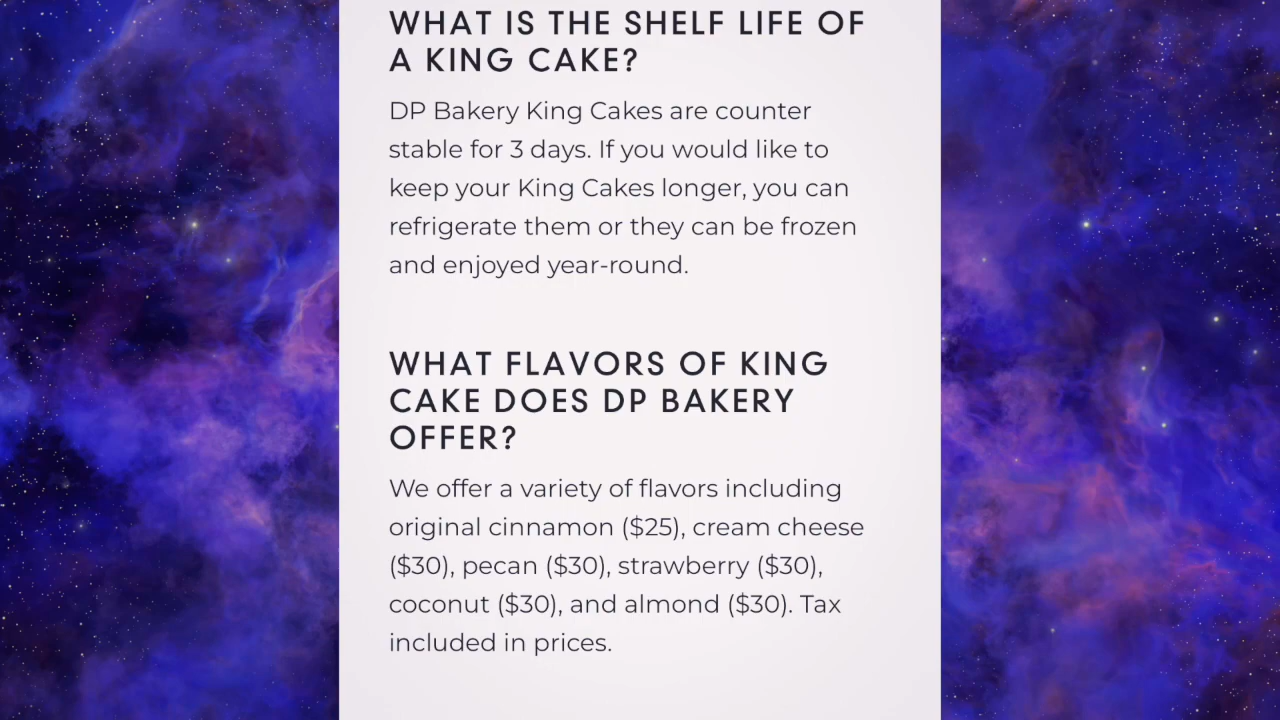 WHAT IS THE SHELF LIFE OF
A KING CAKE?
DP Bakery King Cakes are counter
stable for 3 days. If you would like to
keep your King Cakes longer, you can
refrigerate them or they can be frozen
and enjoyed year-round.
WHAT FLAVORS OF KING
CAKE DOES DP BAKERY
OFFER?
We offer a variety of flavors including
original cinnamon ($25), cream cheese
($30), pecan ($30), strawberry ($30),
coconut ($30), and almond ($30). Tax
included in prices.